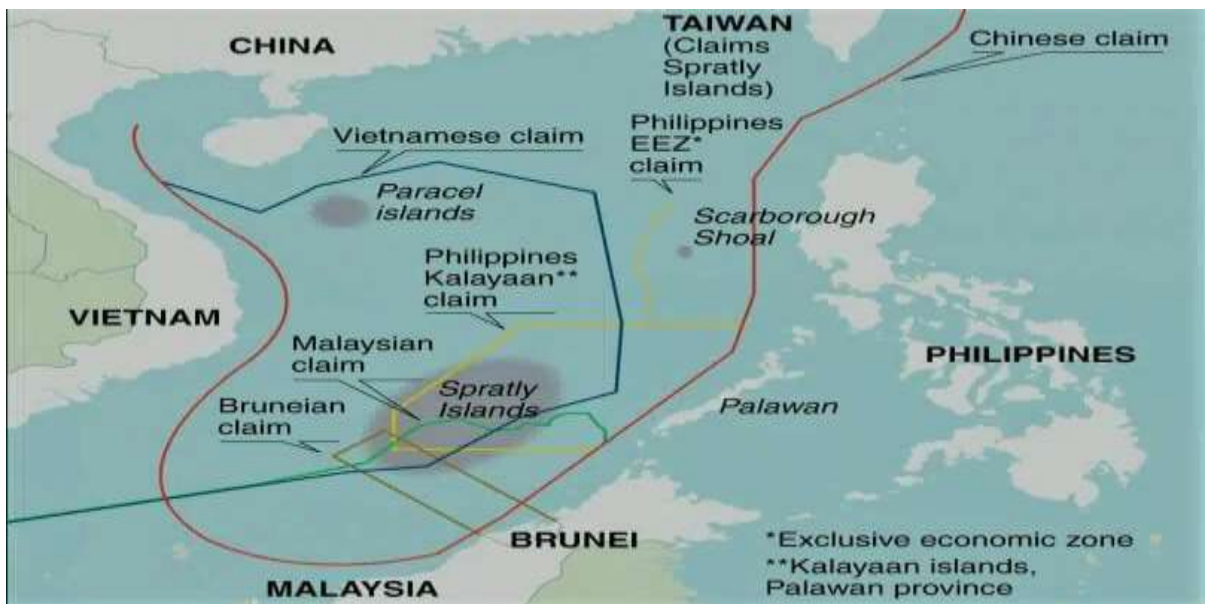 CHINA
TAIWAN
(Claims
Spratly
Islands)
Chinese claim
Vietnamese claim
Philippines
EEZ*
claim
Paracel
islands
Scarborough
Shoal
Philippines
Kalayaan**
claim
VIETNAM
Malaysian
claim
PHILIPPINES
Spratly
Islands
Bruneian
claim
Palawan
BRUNEI
MALAYSIA
*Exclusive economic zone
**Kalayaan islands,
Palawan province